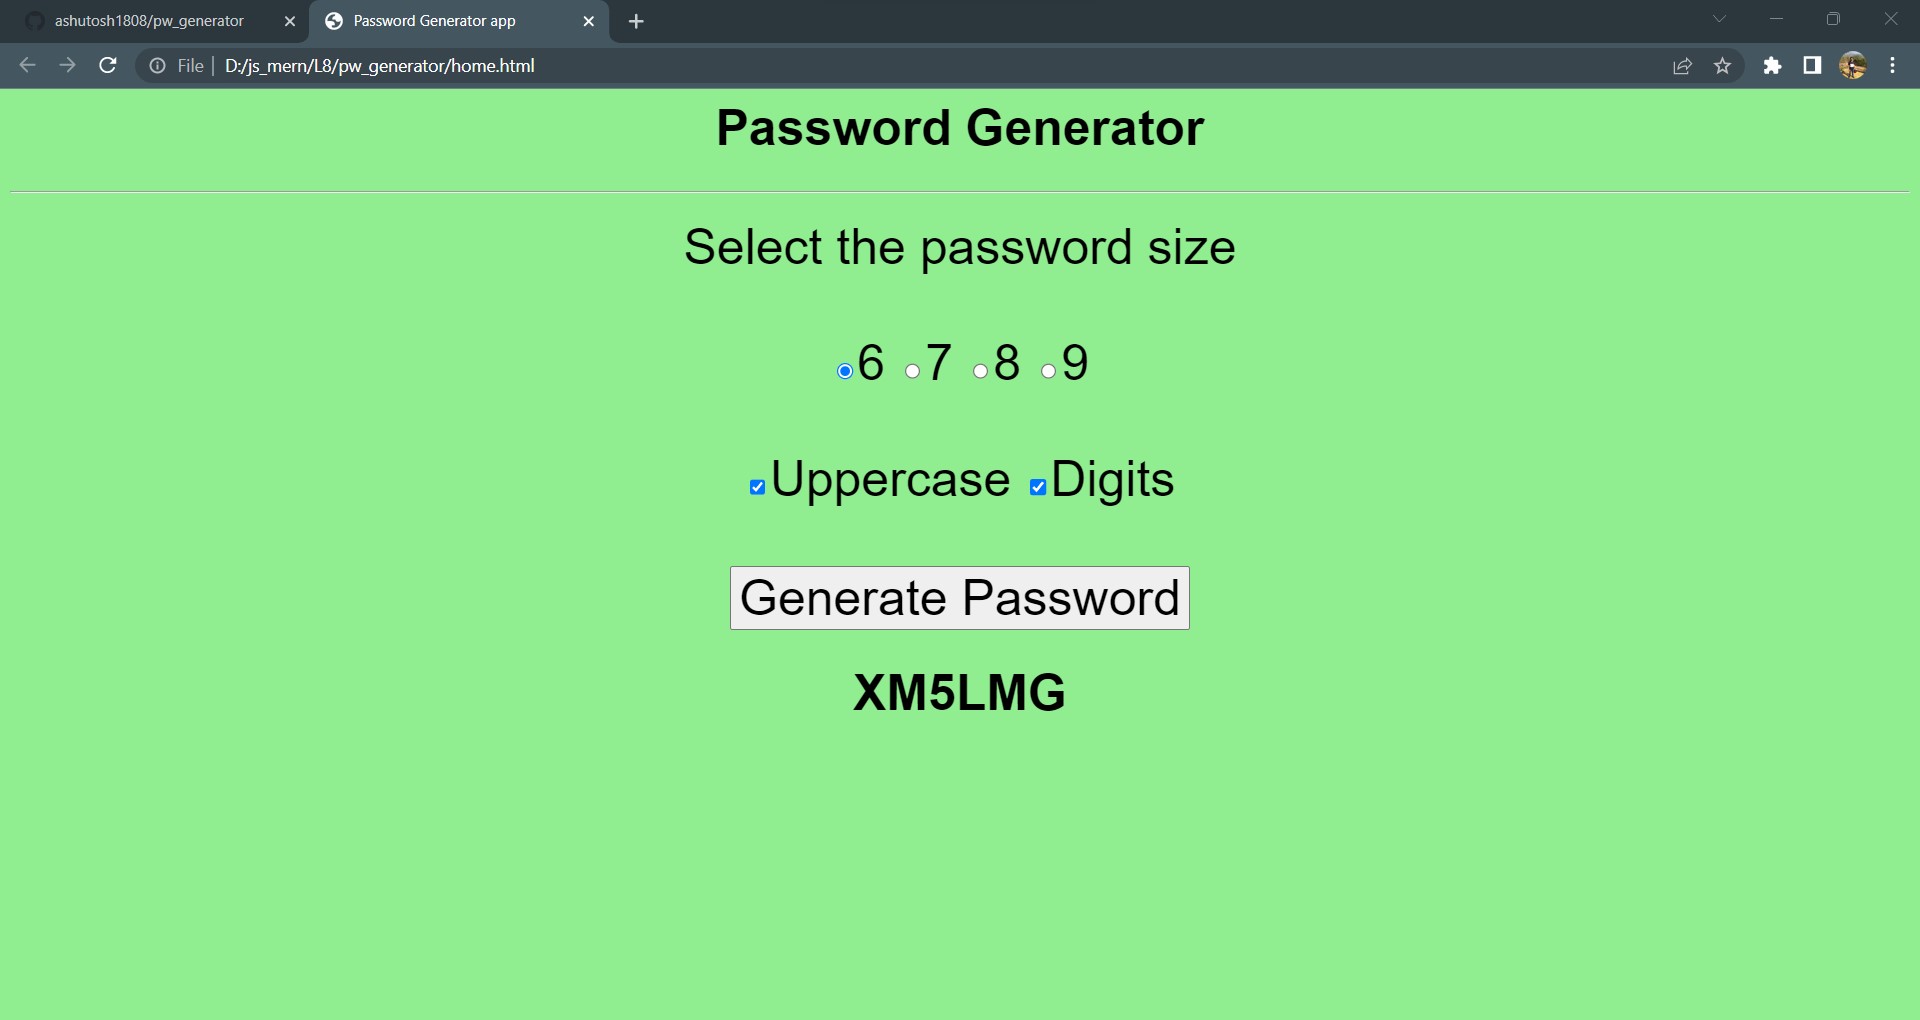 ashutosh1808/pw_generator
Password Generator app
File | D:/js_mern/L8/pw_generator/home.html
Password Generator
Select the password size
6 7 8 9
Uppercase Digits
Generate Password
XM5LMG